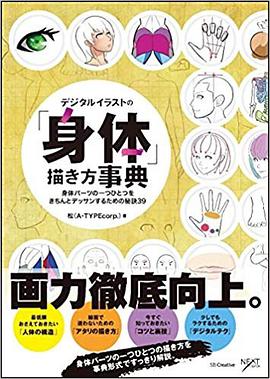 デジタルイラストの
「身体」
描き方事典
身体パーツの一つひとつを
きちんとデッサンするための秘訣39
松(A-TYPEcorp.)
画力徹底向上。
最低限
おさえておきたい
「人体の構造」
絵面で
迷わないための
「アタリの描き方」
今すぐ
知っておきたい
「コツと裏技」
少しでも
ラクするための
「デジタルテク」
身体パーツの一つひとつの描き方を
事典形式ですっきり解説。
SB Creative
NEXT